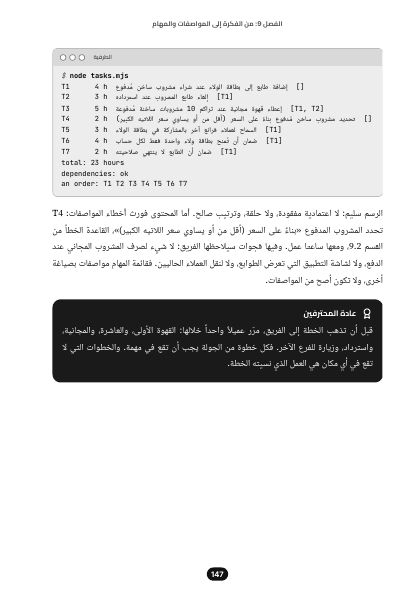 الفصل 9: من الفكرة إلى المواصفات والمهام
الطرفية
$ node tasks.mjs
T1 4 h إضافة طابع إلى بطاقة الولاء عند شراء مشروب ساخن مدفوع []
T2 3 h إلغاء طابع المشروب عند استرداده [T1]
T3 5 h إعطاء قهوة مجانية عند تراكم 10 مشروبات ساخنة مدفوعة [T1, T2]
T4 2 h تحديد مشروب ساخن مدفوع بناءً على السعر (أقل من أو يساوي سعر اللاتيه الكبير) []
T5 3 h السماح لعملاء فرانع آخر بالمشاركة في بطاقة الولاء [T1]
T6 4 h ضمان أن تُمنح بطاقة ولاء واحدة فقط لكل حساب [T1]
T7 2 h ضمان أن الطابع لا ينتهي صلاحيته [T1]
total: 23 hours
dependencies: ok
an order: T1 T2 T3 T4 T5 T6 T7
الرسم سليم: لا اعتمادية مفقودة، ولا حلقة، وترتيب صالح. أما المحتوى فورث أخطاء المواصفات: T4
تحدد المشروب المدفوع «بناءً على السعر (أقل من أو يساوي سعر اللاتيه الكبير)»، القاعدة الخطأ من
القسم 9.2، ومعها ساعتا عمل. وفيها فجوات سيلاحظها الفريق: لا شيء لصرف المشروب المجاني عند
الدفع، ولا لشاشة التطبيق التي تعرض الطوابع، ولا لنقل العملاء الحاليين. فقائمة المهام مواصفات بصياغة
أخرى، ولا تكون أصح من المواصفات.
عادة المحترفين
قبل أن تذهب الخطة إلى الفريق، مرّر عميلاً واحداً خلالها: القهوة الأولى، والعاشرة، والمجانية،
واسترداد، وزيارة للفرع الآخر. فكل خطوة من الجولة يجب أن تقع في مهمة. والخطوات التي لا
تقع في أي مكان هي العمل الذي نسيته الخطة.
147